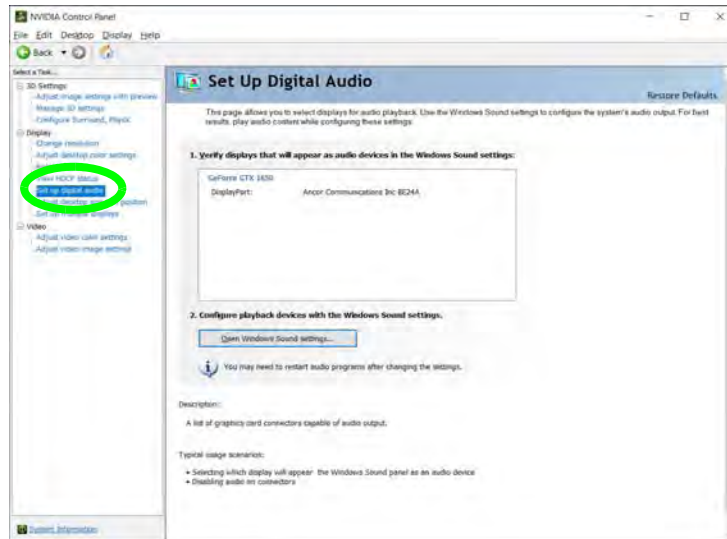 NVIDIA Control Panel
File Edit Desktop Display Help
Back
Select a Task...
3D Settings
Adjust image settings with preview
Manage 3D settings
Configure Surround, PhysX
Display
Change resolution
Adjust desktop color settings
View HDCP status
Set up digital audio
Adjust desktop size and position
Set up multiple displays
Video
Adjust video color settings
Adjust video image settings
System Information
Set Up Digital Audio
Restore Defaults
This page allows you to select displays for audio playback. Use the Windows Sound settings to configure the system's audio output. For best
results, play audio content while configuring these settings.
1. Verify displays that will appear as audio devices in the Windows Sound settings:
GeForce GTX 1650
DisplayPort: Ancor Communications Inc BE24A
2. Configure playback devices with the Windows Sound settings.
Open Windows Sound settings...
You may need to restart audio programs after changing the settings.
Description:
A list of graphics card connectors capable of audio output.
Typical usage scenarios:
• Selecting which display will appear the Windows Sound panel as an audio device
• Disabling audio on connectors